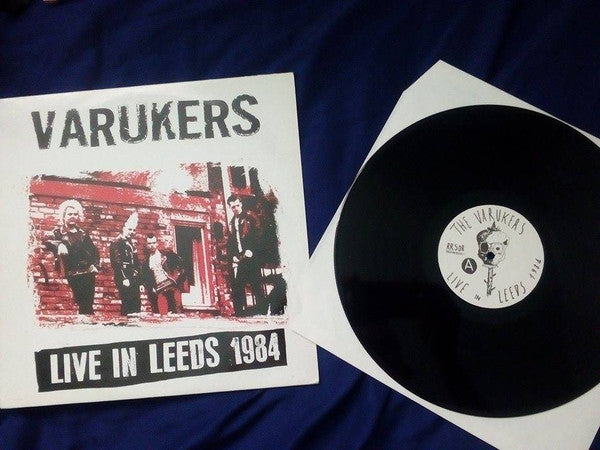 VARUKERS
LIVE IN LEEDS 1984
THE VARUKERS
A
LIVE IN LEEDS 1984